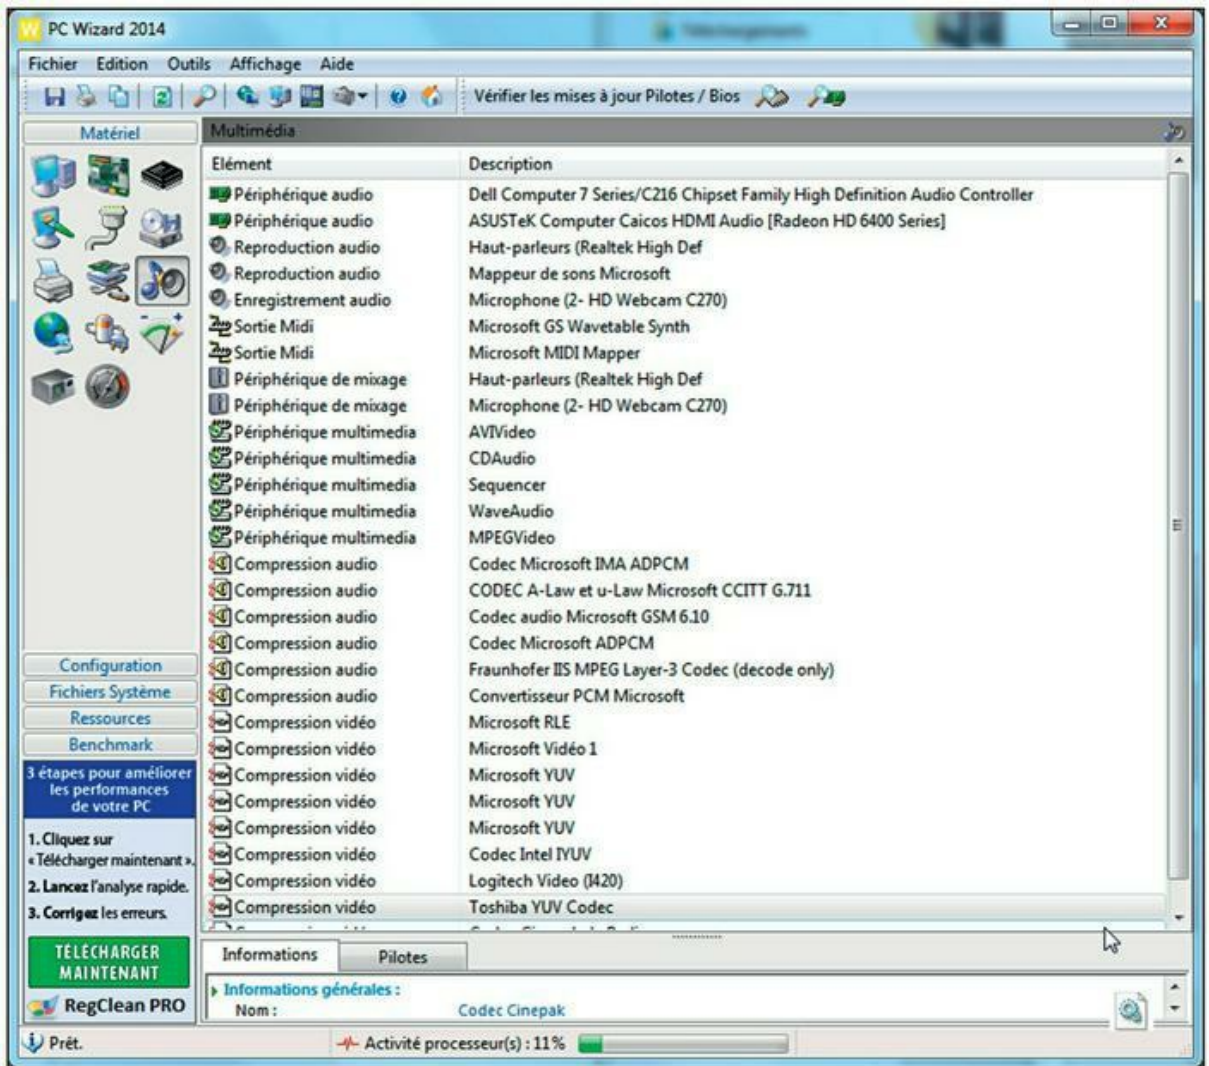 PC Wizard 2014
Fichier Edition Outils Affichage Aide
Vérifier les mises à jour Pilotes / Bios
Matériel
Multimédia
Elément Description
Périphérique audio Dell Computer 7 Series/C216 Chipset Family High Definition Audio Controller
Périphérique audio ASUSTeK Computer Caicos HDMI Audio [Radeon HD 6400 Series]
Reproduction audio Haut-parleurs (Realtek High Def
Reproduction audio Mappeur de sons Microsoft
Enregistrement audio Microphone (2- HD Webcam C270)
Sortie Midi Microsoft GS Wavetable Synth
Sortie Midi Microsoft MIDI Mapper
Périphérique de mixage Haut-parleurs (Realtek High Def
Périphérique de mixage Microphone (2- HD Webcam C270)
Périphérique multimedia AVIVideo
Périphérique multimedia CDAudio
Périphérique multimedia Sequencer
Périphérique multimedia WaveAudio
Périphérique multimedia MPEGVideo
Compression audio Codec Microsoft IMA ADPCM
Compression audio CODEC A-Law et u-Law Microsoft CCITT G.711
Compression audio Codec audio Microsoft GSM 6.10
Compression audio Codec Microsoft ADPCM
Compression audio Fraunhofer IIS MPEG Layer-3 Codec (decode only)
Compression audio Convertisseur PCM Microsoft
Compression vidéo Microsoft RLE
Compression vidéo Microsoft Vidéo 1
Compression vidéo Microsoft YUV
Compression vidéo Microsoft YUV
Compression vidéo Microsoft YUV
Compression vidéo Codec Intel IYUV
Compression vidéo Logitech Video (I420)
Compression vidéo Toshiba YUV Codec
Configuration
Fichiers Système
Ressources
Benchmark
3 étapes pour améliorer
les performances
de votre PC
1. Cliquez sur
« Télécharger maintenant ».
2. Lancez l'analyse rapide.
3. Corrigez les erreurs.
TÉLÉCHARGER
MAINTENANT
RegClean PRO
Informations Pilotes
Informations générales :
Nom : Codec Cinepak
Prêt. Activité processeur(s) : 11%